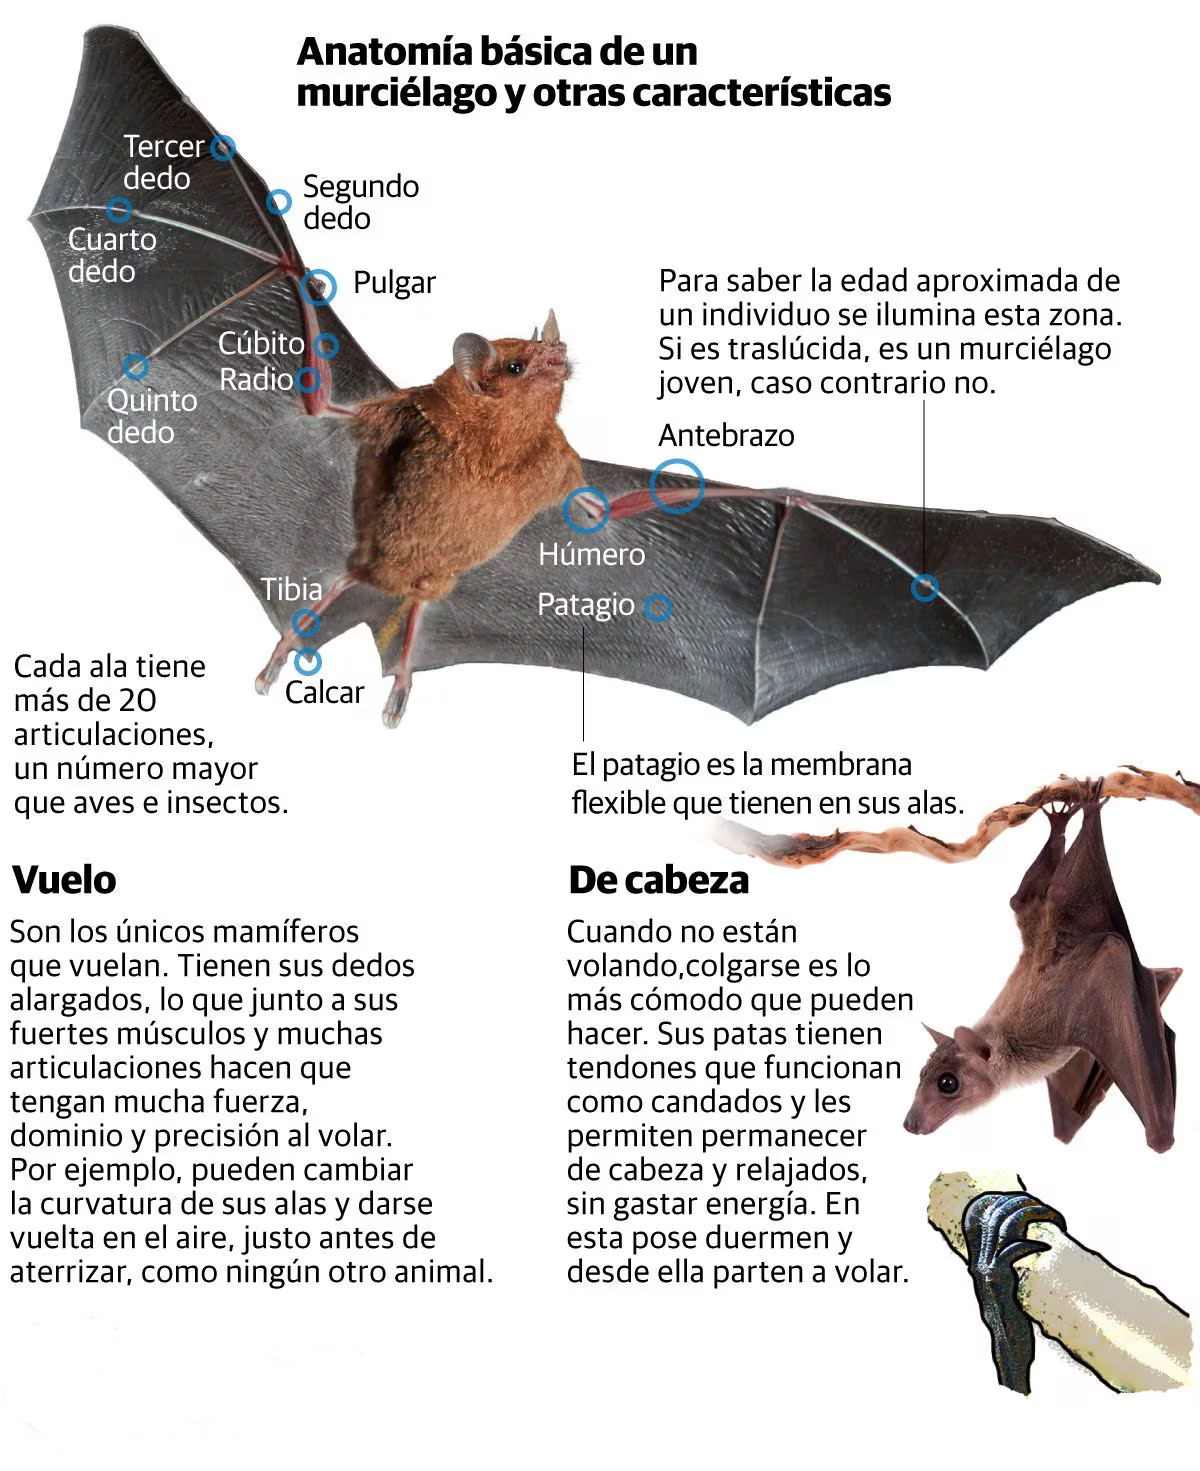 Anatomía básica de un
murciélago y otras características
Tercer
dedo
Segundo
dedo
Cuarto
dedo
Pulgar
Cúbito
Radio
Quinto
dedo
Para saber la edad aproximada de
un individuo se ilumina esta zona.
Si es traslúcida, es un murciélago
joven, caso contrario no.
Antebrazo
Húmero
Patagio
Tibia
Calcar
Cada ala tiene
más de 20
articulaciones,
un número mayor
que aves e insectos.
El patagio es la membrana
flexible que tienen en sus alas.
Vuelo
Son los únicos mamíferos
que vuelan. Tienen sus dedos
alargados, lo que junto a sus
fuertes músculos y muchas
articulaciones hacen que
tengan mucha fuerza,
dominio y precisión al volar.
Por ejemplo, pueden cambiar
la curvatura de sus alas y darse
vuelta en el aire, justo antes de
aterrizar, como ningún otro animal.
De cabeza
Cuando no están
volando,colgarse es lo
más cómodo que pueden
hacer. Sus patas tienen
tendones que funcionan
como candados y les
permiten permanecer
de cabeza y relajados,
sin gastar energía. En
esta pose duermen y
desde ella parten a volar.